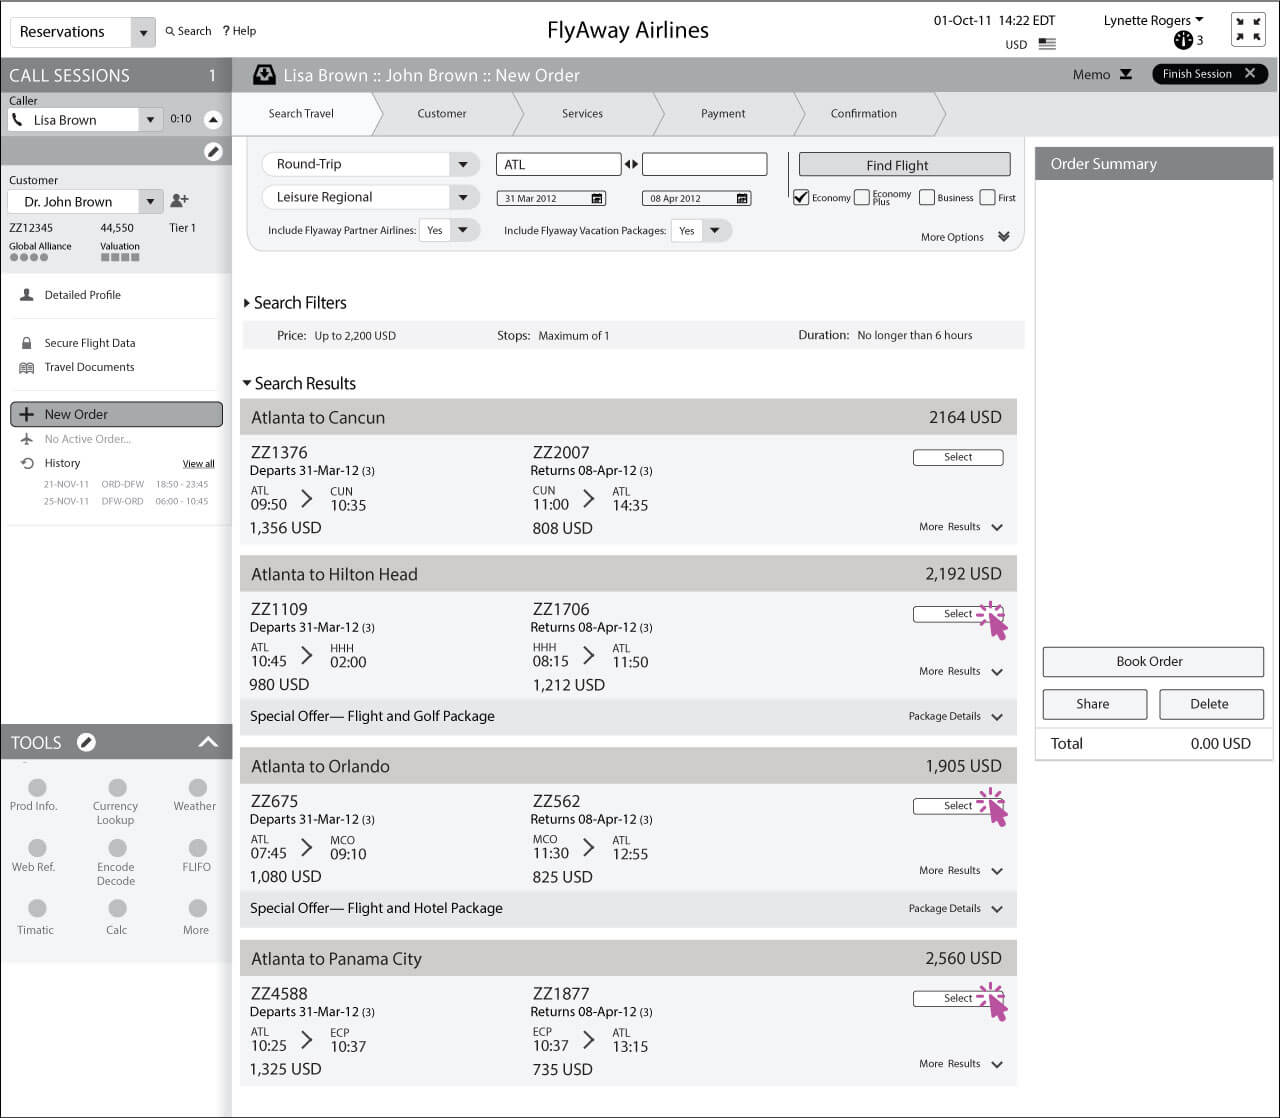 Reservations
Search
? Help
FlyAway Airlines
01-Oct-11 14:22 EDT
USD
Lynette Rogers
3
CALL SESSIONS 1
Caller
Lisa Brown
0:10
Customer
Dr. John Brown
ZZ12345 44,550 Tier 1
Global Alliance Valuation
Detailed Profile
Secure Flight Data
Travel Documents
New Order
No Active Order...
History View all
21-NOV-11 ORD-DFW 18:50 - 23:45
25-NOV-11 DFW-ORD 06:00 - 10:45
TOOLS
Prod Info. Currency Lookup Weather
Web Ref. Encode Decode FLIFO
Timatic Calc More
Lisa Brown :: John Brown :: New Order
Memo
Finish Session
Search Travel Customer Services Payment Confirmation
Round-Trip
ATL
Find Flight
Leisure Regional
31 Mar 2012
08 Apr 2012
Economy Economy Plus Business First
Include Flyaway Partner Airlines: Yes
Include Flyaway Vacation Packages: Yes
More Options
Search Filters
Price: Up to 2,200 USD Stops: Maximum of 1 Duration: No longer than 6 hours
Search Results
Atlanta to Cancun 2164 USD
ZZ1376 ZZ2007 Select
Departs 31-Mar-12 (3) Returns 08-Apr-12 (3)
ATL CUN CUN ATL
09:50 10:35 11:00 14:35
1,356 USD 808 USD More Results
Atlanta to Hilton Head 2,192 USD
ZZ1109 ZZ1706 Select
Departs 31-Mar-12 (3) Returns 08-Apr-12 (3)
ATL HHH HHH ATL
10:45 02:00 08:15 11:50
980 USD 1,212 USD More Results
Special Offer— Flight and Golf Package Package Details
Atlanta to Orlando 1,905 USD
ZZ675 ZZ562 Select
Departs 31-Mar-12 (3) Returns 08-Apr-12 (3)
ATL MCO MCO ATL
07:45 09:10 11:30 12:55
1,080 USD 825 USD More Results
Special Offer— Flight and Hotel Package Package Details
Atlanta to Panama City 2,560 USD
ZZ4588 ZZ1877 Select
Departs 31-Mar-12 (3) Returns 08-Apr-12 (3)
ATL ECP ECP ATL
10:25 10:37 10:37 13:15
1,325 USD 735 USD More Results
Order Summary
Book Order
Share Delete
Total 0.00 USD